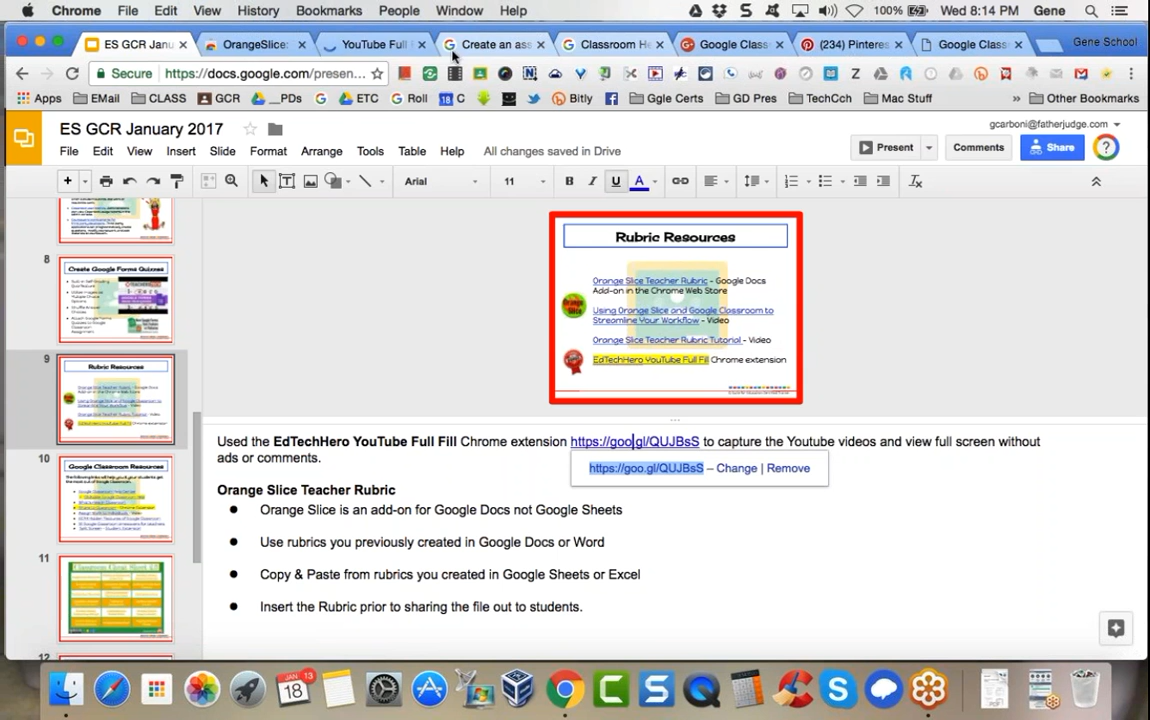 Chrome File Edit View History Bookmarks People Window Help 100% Wed 8:14 PM Gene
ES GCR Janu OrangeSlice: YouTube Full Create an ass Classroom He Google Class (234) Pinteres Google Class Gene School
Secure https://docs.google.com/presen...
Apps EMail CLASS GCR __PDs ETC Roll C Bitly Ggle Certs GD Pres TechCch Mac Stuff » Other Bookmarks
ES GCR January 2017
gcarboni@fatherjudge.com
File Edit View Insert Slide Format Arrange Tools Table Help All changes saved in Drive
Present Comments Share
Arial 11 B I U A
8
Create Google Forms Quizzes
9
Rubric Resources
10
Google Classroom Resources
11
12
Rubric Resources
Orange Slice Teacher Rubric - Google Docs
Add-on in the Chrome Web Store
Using Orange Slice and Google Classroom to
Streamline Your Workflow - Video
Orange Slice Teacher Rubric Tutorial - Video
EdTechHero YouTube Full Fill Chrome extension
Used the EdTechHero YouTube Full Fill Chrome extension https://goo.gl/QUJBsS to capture the Youtube videos and view full screen without
ads or comments.
https://goo.gl/QUJBsS – Change | Remove
Orange Slice Teacher Rubric
● Orange Slice is an add-on for Google Docs not Google Sheets
● Use rubrics you previously created in Google Docs or Word
● Copy & Paste from rubrics you created in Google Sheets or Excel
● Insert the Rubric prior to sharing the file out to students.
JAN 18 13